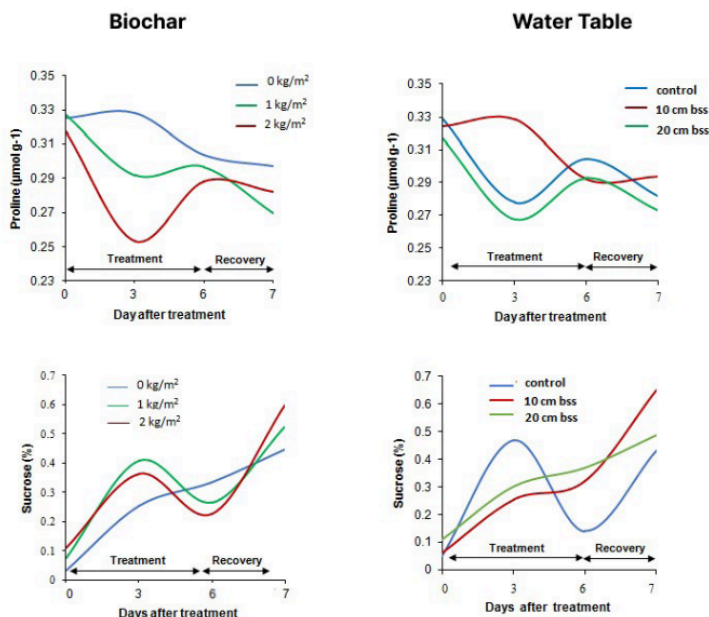 Biochar
Water Table
0.35
0.33
0.31
0.29
0.27
0.25
0.23
Proline (µmol g-1)
0 kg/m²
1 kg/m²
2 kg/m²
Treatment
Recovery
0
3
6
7
Day after treatment
0.35
0.33
0.31
0.29
0.27
0.25
0.23
Proline (µmol g-1)
control
10 cm bss
20 cm bss
Treatment
Recovery
0
3
6
7
Day after treatment
0.7
0.6
0.5
0.4
0.3
0.2
0.1
0
Sucrose (%)
0 kg/m²
1 kg/m²
2 kg/m²
Treatment
Recovery
0
3
6
7
Days after treatment
0.7
0.6
0.5
0.4
0.3
0.2
0.1
0
Sucrose (%)
control
10 cm bss
20 cm bss
Treatment
Recovery
0
3
6
7
Days after treatment